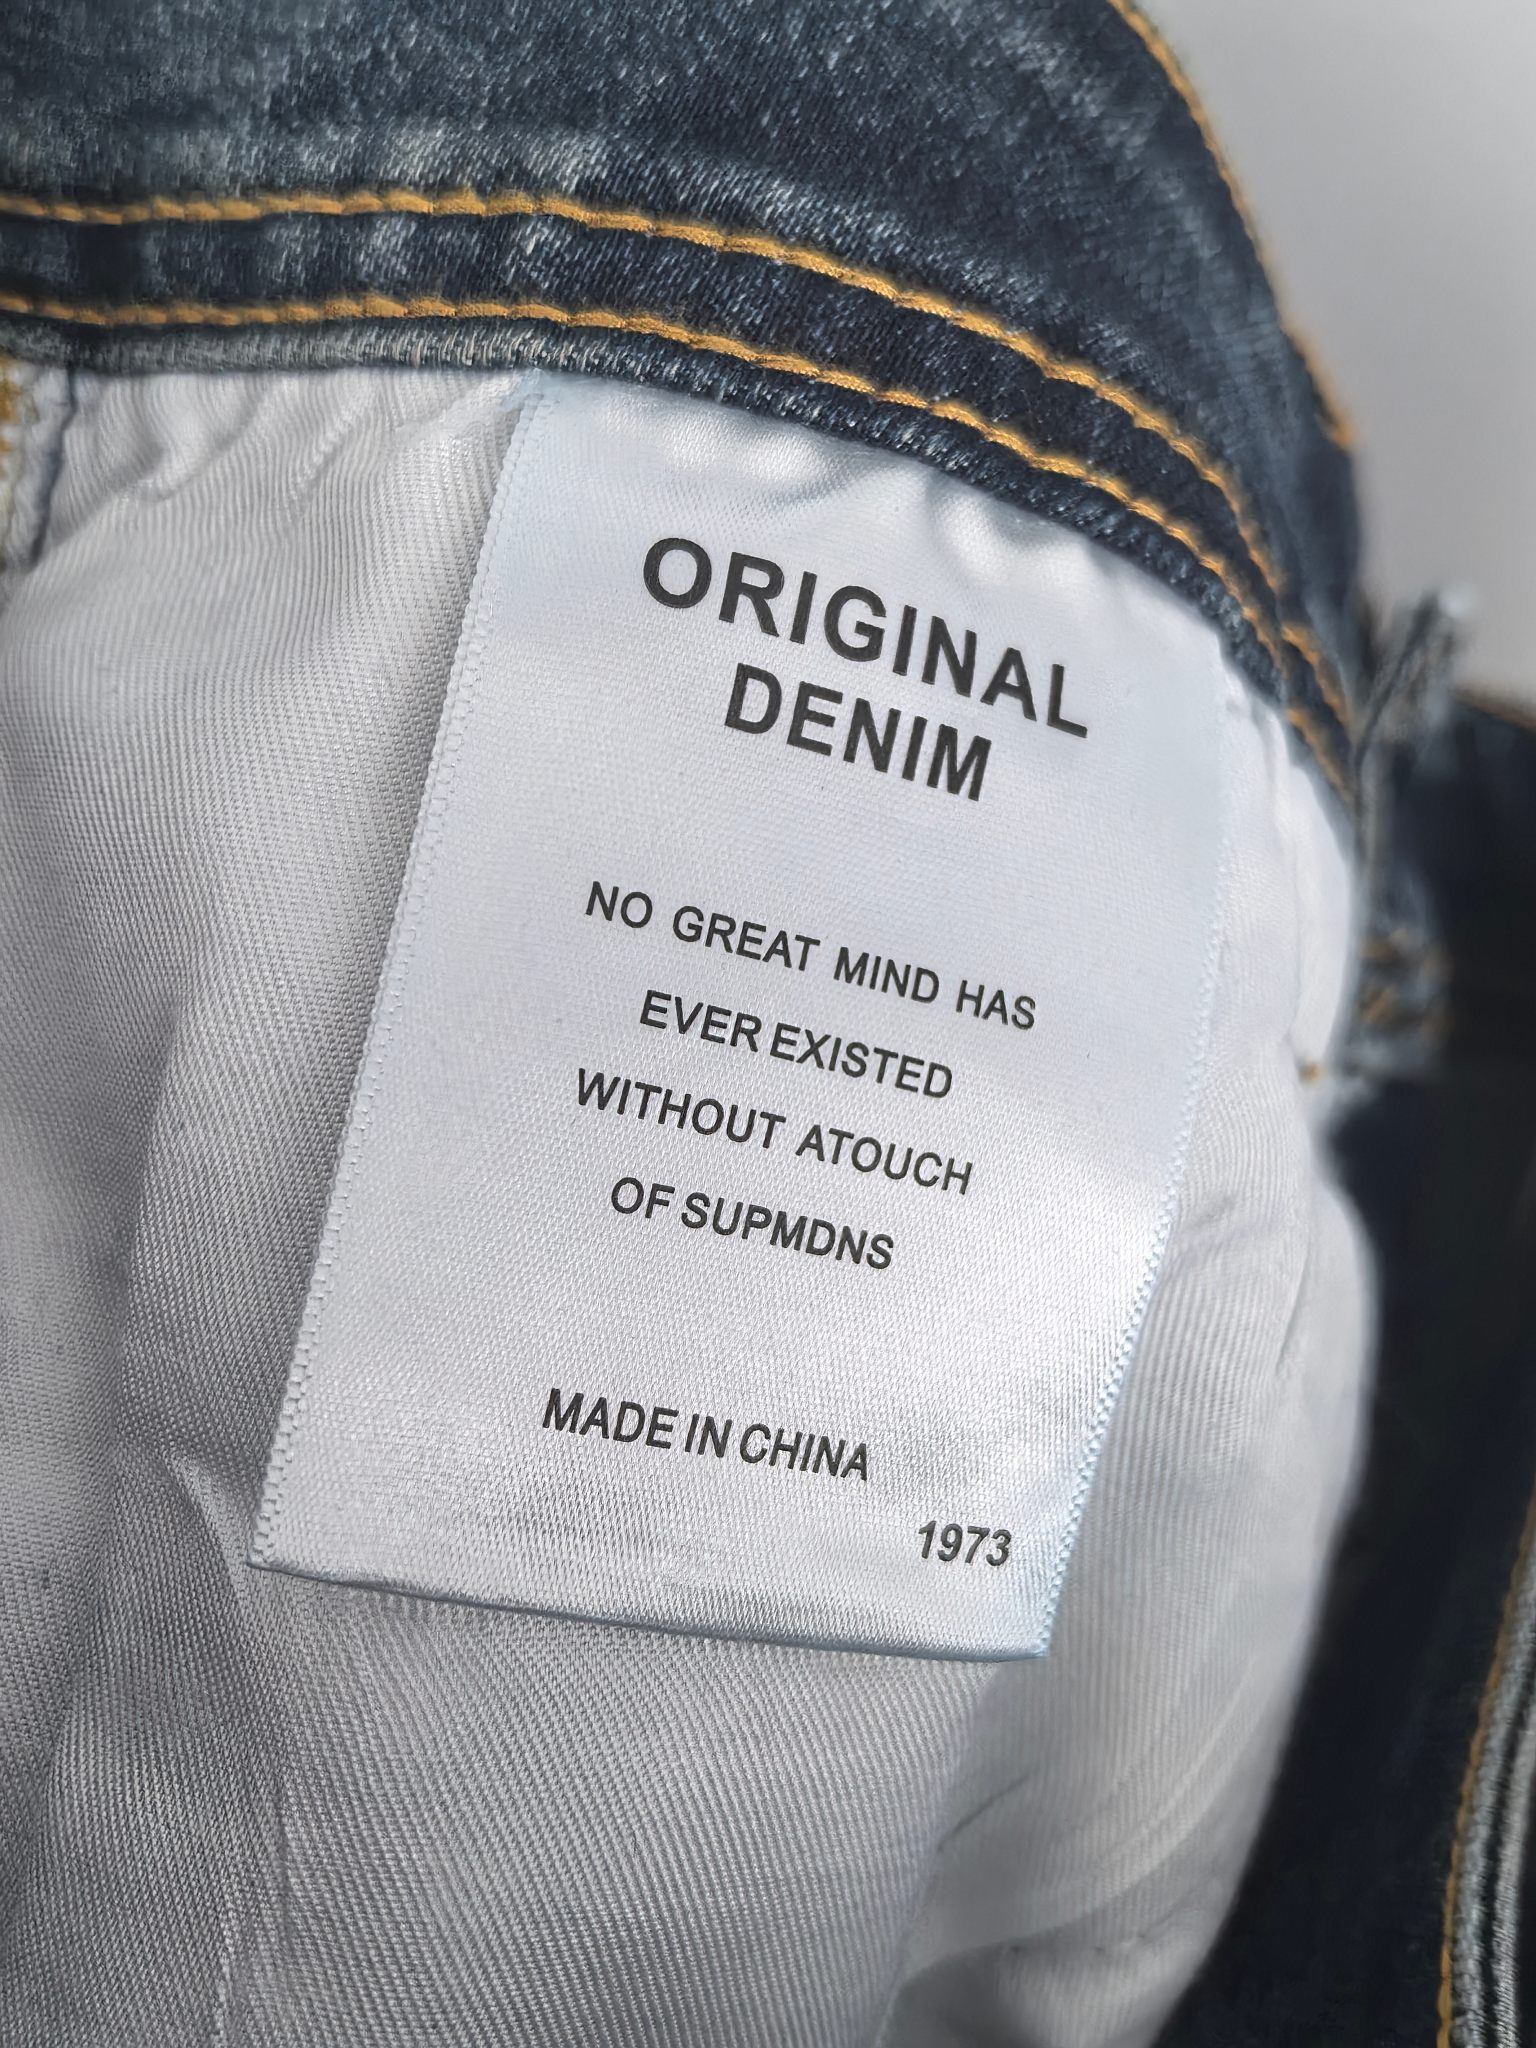 ORIGINAL
DENIM
NO GREAT MIND HAS
EVER EXISTED
WITHOUT ATOUCH
OF SUPMDNS
MADE IN CHINA
1973